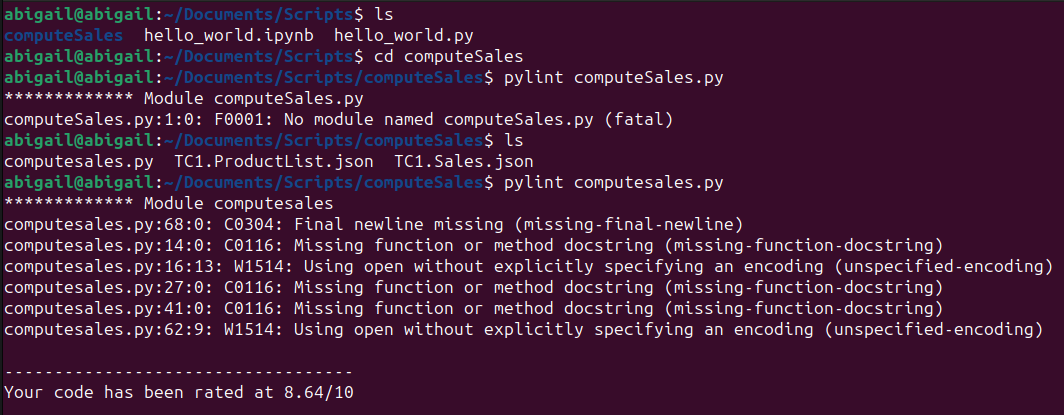 abigail@abigail:~/Documents/Scripts$ ls
computeSales  hello_world.ipynb  hello_world.py
abigail@abigail:~/Documents/Scripts$ cd computeSales
abigail@abigail:~/Documents/Scripts/computeSales$ pylint computeSales.py
************* Module computeSales.py
computeSales.py:1:0: F0001: No module named computeSales.py (fatal)
abigail@abigail:~/Documents/Scripts/computeSales$ ls
computesales.py  TC1.ProductList.json  TC1.Sales.json
abigail@abigail:~/Documents/Scripts/computeSales$ pylint computesales.py
************* Module computesales
computesales.py:68:0: C0304: Final newline missing (missing-final-newline)
computesales.py:14:0: C0116: Missing function or method docstring (missing-function-docstring)
computesales.py:16:13: W1514: Using open without explicitly specifying an encoding (unspecified-encoding)
computesales.py:27:0: C0116: Missing function or method docstring (missing-function-docstring)
computesales.py:41:0: C0116: Missing function or method docstring (missing-function-docstring)
computesales.py:62:9: W1514: Using open without explicitly specifying an encoding (unspecified-encoding)
-----------------------------------
Your code has been rated at 8.64/10